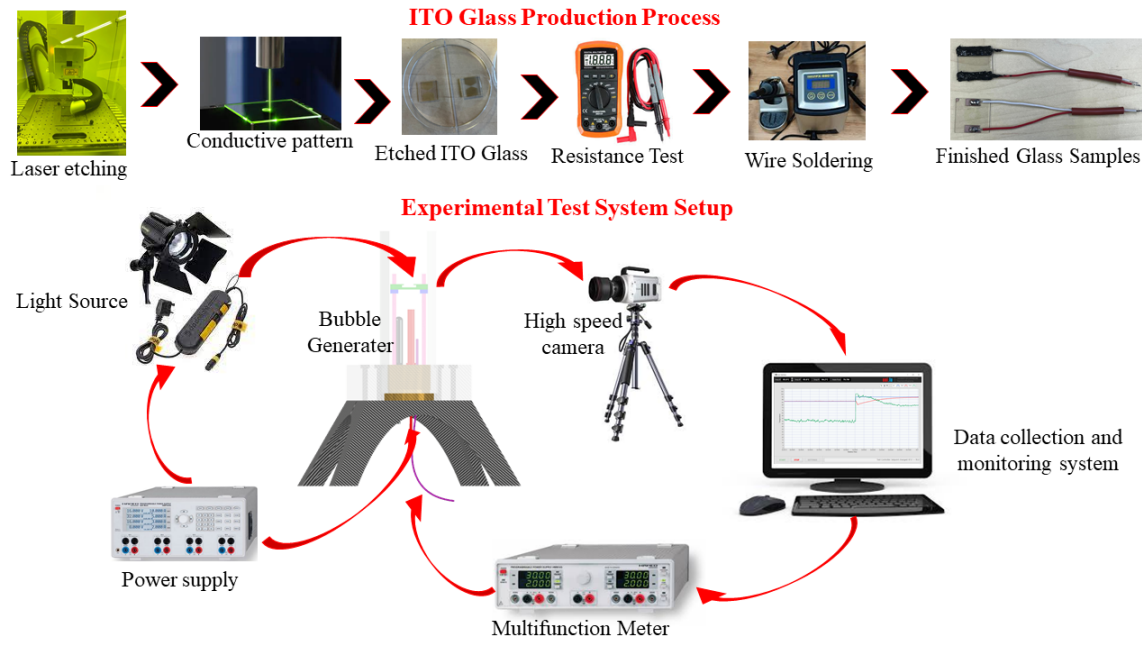 ITO Glass Production Process
Laser etching
Conductive pattern
Etched ITO Glass
Resistance Test
Wire Soldering
Finished Glass Samples
Experimental Test System Setup
Light Source
Bubble
Generater
High speed
camera
Data collection and
monitoring system
Power supply
Multifunction Meter